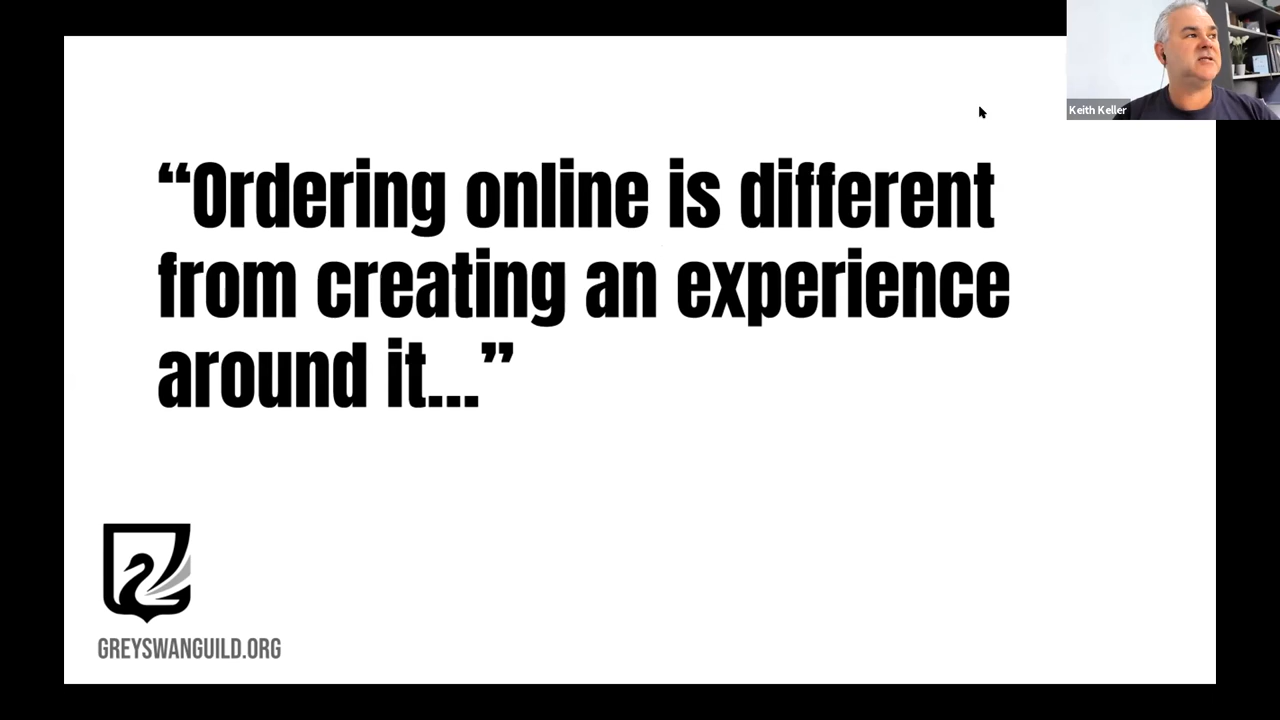 Keith Keller
“Ordering online is different
from creating an experience
around it...”
GREYSWANGUILD.ORG